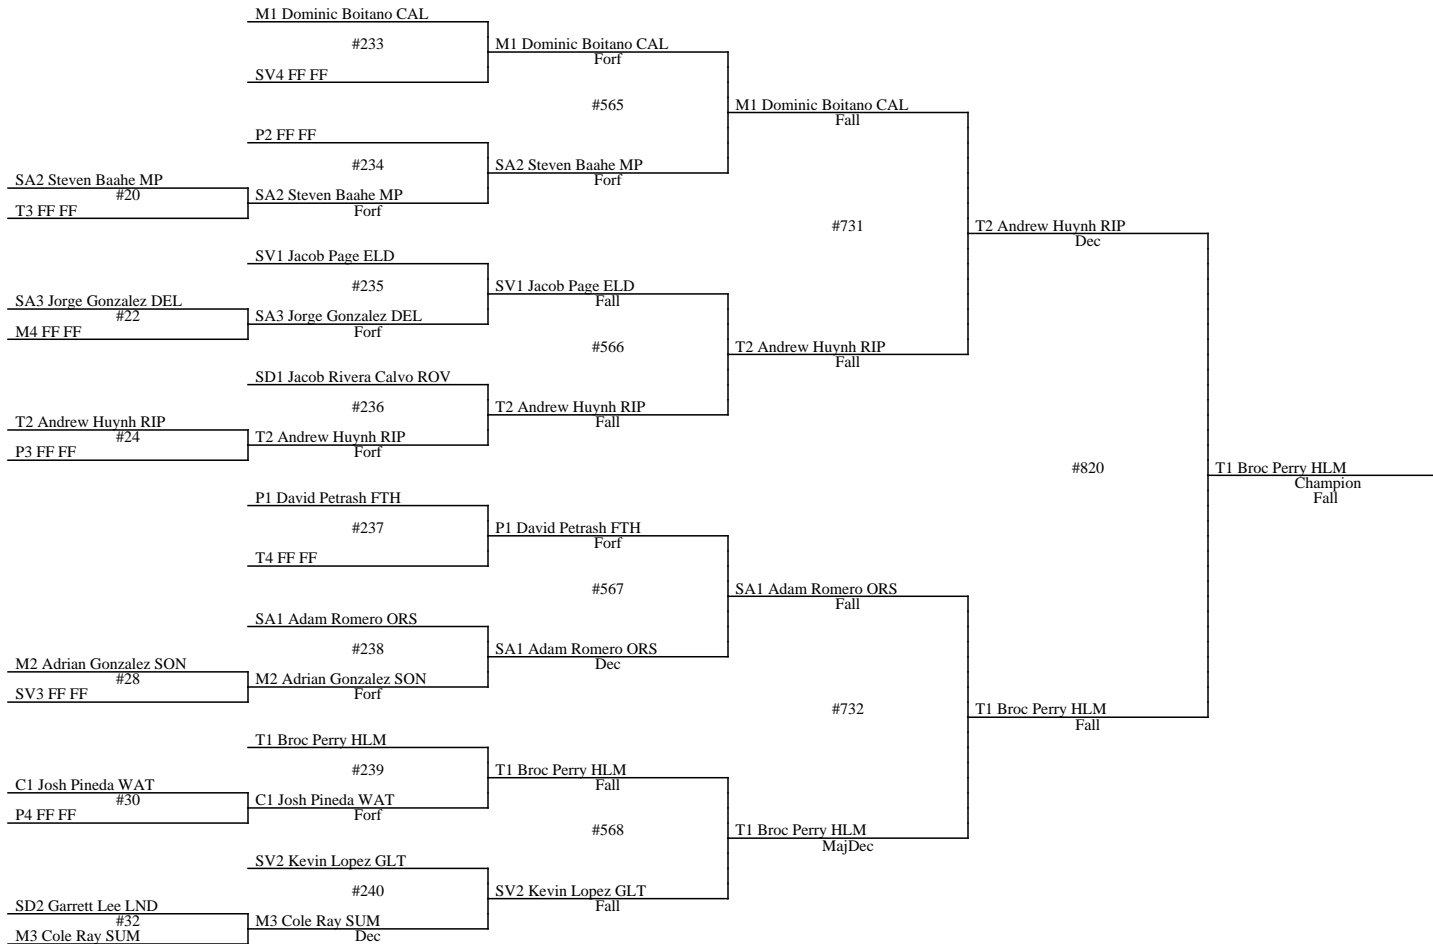 M1 Dominic Boitano CAL
#233
M1 Dominic Boitano CAL
Forf
SV4 FF FF
#565
M1 Dominic Boitano CAL
Fall
P2 FF FF
#234
SA2 Steven Baahe MP
Forf
SA2 Steven Baahe MP
#20
SA2 Steven Baahe MP
Forf
T3 FF FF
#731
T2 Andrew Huynh RIP
Dec
SV1 Jacob Page ELD
#235
SV1 Jacob Page ELD
Fall
SA3 Jorge Gonzalez DEL
#22
SA3 Jorge Gonzalez DEL
Forf
M4 FF FF
#566
T2 Andrew Huynh RIP
Fall
SD1 Jacob Rivera Calvo ROV
#236
T2 Andrew Huynh RIP
Fall
T2 Andrew Huynh RIP
#24
T2 Andrew Huynh RIP
Forf
P3 FF FF
#820
T1 Broc Perry HLM
Champion
Fall
P1 David Petrash FTH
#237
P1 David Petrash FTH
Forf
T4 FF FF
#567
SA1 Adam Romero ORS
Fall
SA1 Adam Romero ORS
#238
SA1 Adam Romero ORS
Dec
M2 Adrian Gonzalez SON
#28
M2 Adrian Gonzalez SON
Forf
SV3 FF FF
#732
T1 Broc Perry HLM
Fall
T1 Broc Perry HLM
#239
T1 Broc Perry HLM
Fall
C1 Josh Pineda WAT
#30
C1 Josh Pineda WAT
Forf
P4 FF FF
#568
T1 Broc Perry HLM
MajDec
SV2 Kevin Lopez GLT
#240
SV2 Kevin Lopez GLT
Fall
SD2 Garrett Lee LND
#32
M3 Cole Ray SUM
Dec
M3 Cole Ray SUM